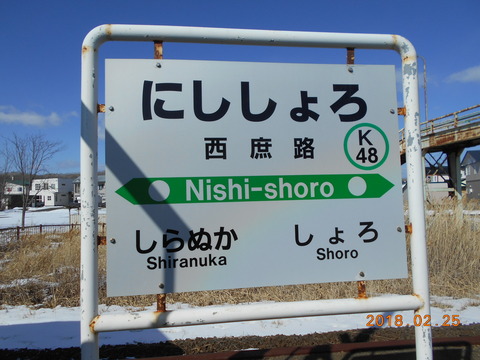 にししょろ
西庶路
K
48
Nishi-shoro
しらぬか
Shiranuka
しょろ
Shoro
2018.02.25